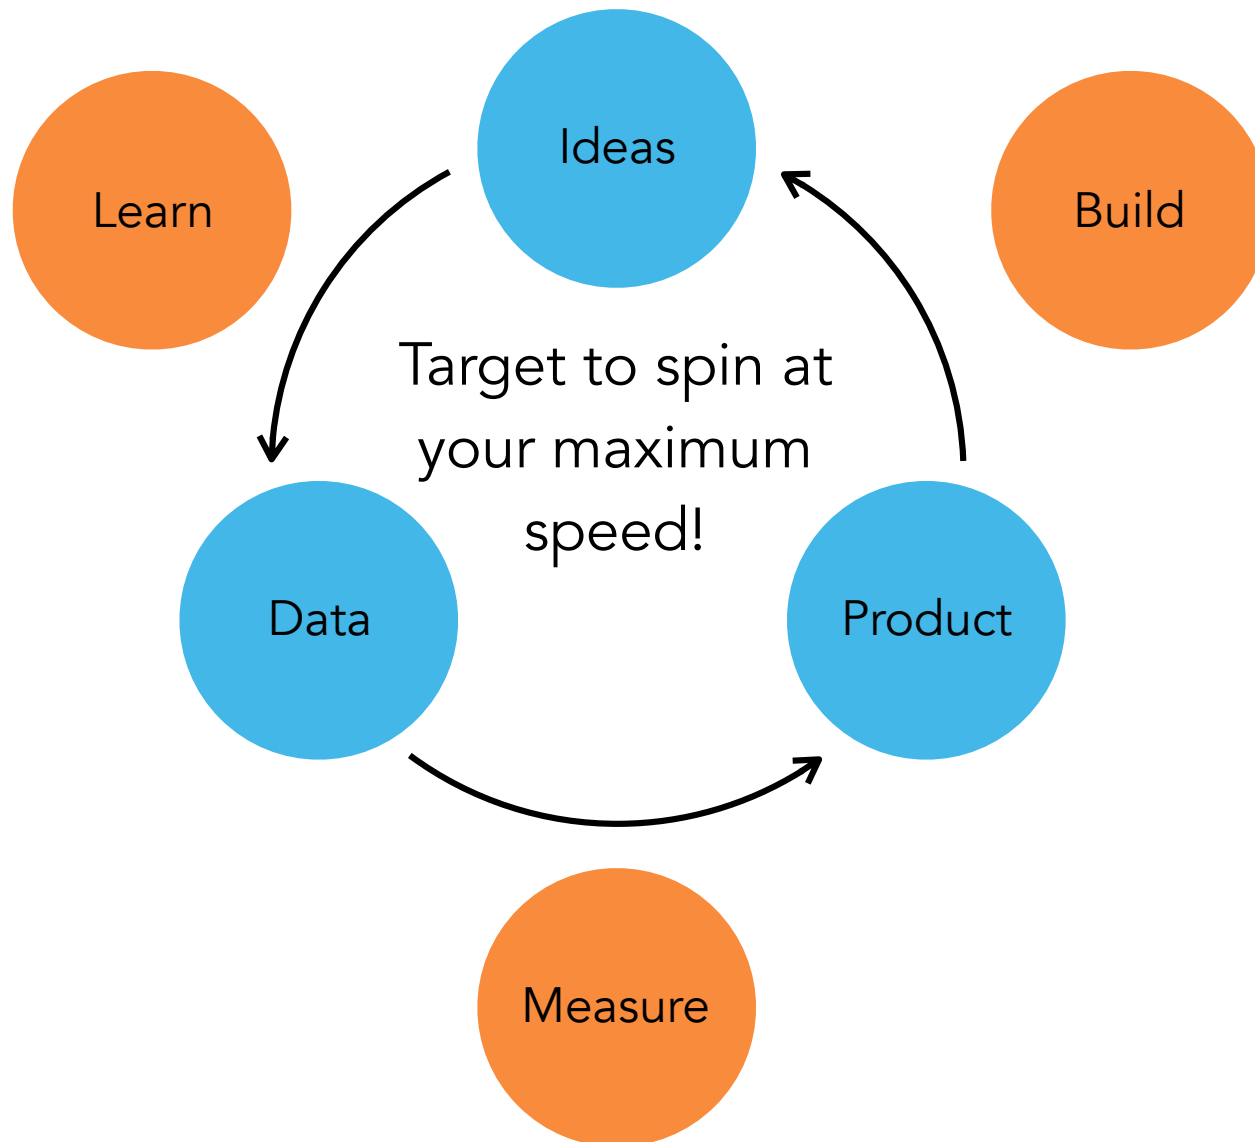 Ideas
Learn
Build
Target to spin at
your maximum
speed!
Data
Product
Measure